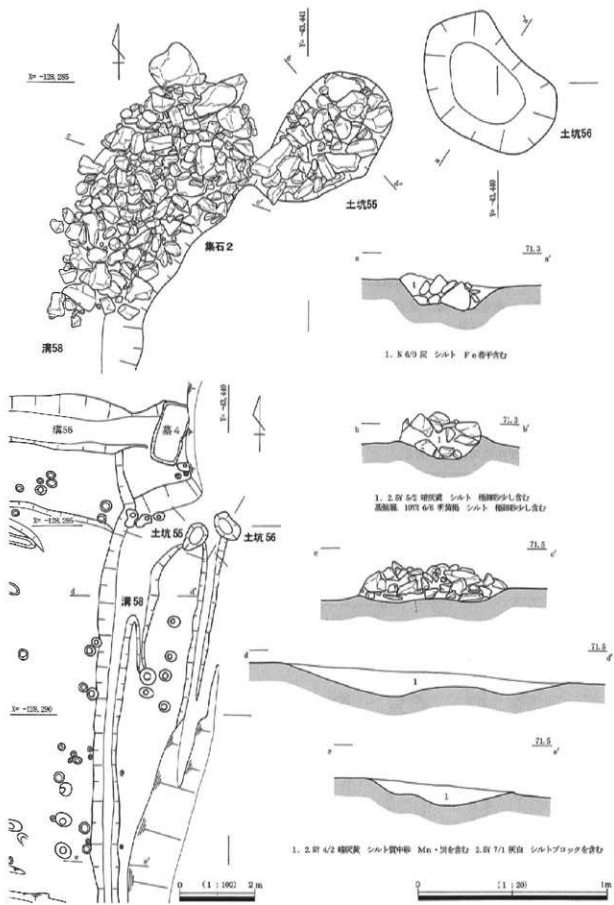 X= -128,285
Y= -43,441
b
c
a'
b'
集石2
土坑55
溝58
b
土坑56
a
Y= -43,440
a
71.3
a'
1
1. N 6/0 灰 シルト Fe若干含む
b
71.3
b'
1
1. 2.5Y 5/2 暗灰黄 シルト 極細砂少し含む
基盤層 10YR 6/6 明黄褐 シルト 極細砂少し含む
c
71.5
c'
d
71.5
d'
1
71.5
e'
1
1. 2.5Y 4/2 暗灰黄 シルト質中砂 Mn・Feを含む 2.5Y 7/1 灰白 シルトブロックを含む
0
(1:20)
1m
溝56
墓4
Y= -43,440
X= -128,285
土坑55
土坑56
d
溝58
d'
X= -128,290
e
e'
0
(1:100)
2m